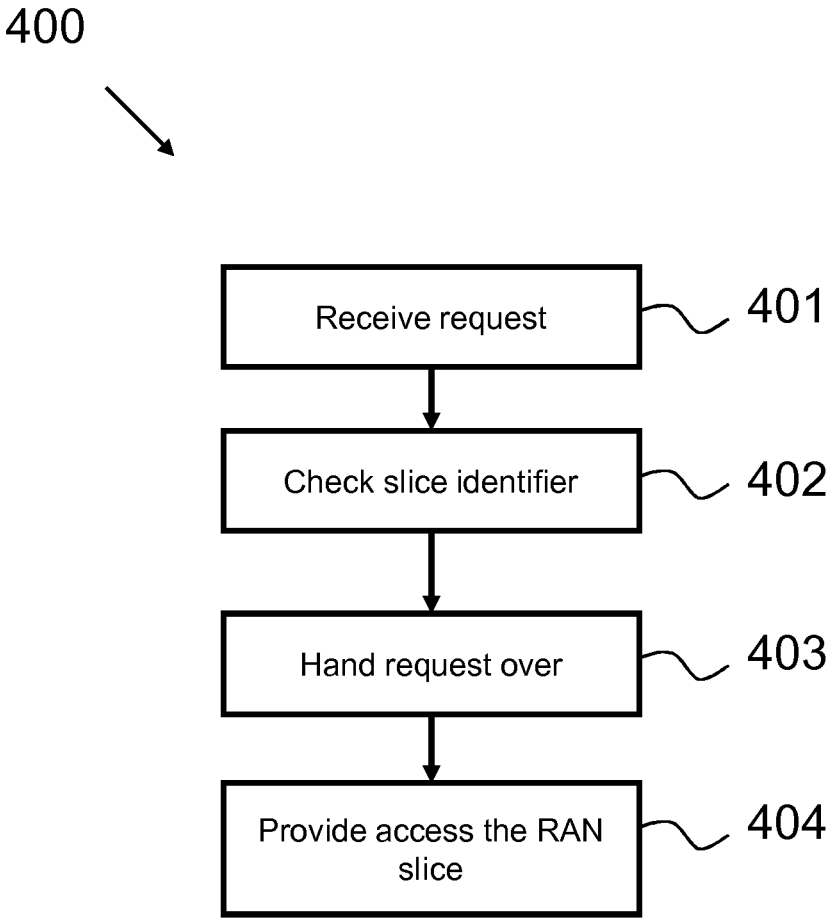 400
Receive request
401
Check slice identifier
402
Hand request over
403
Provide access the RAN
slice
404